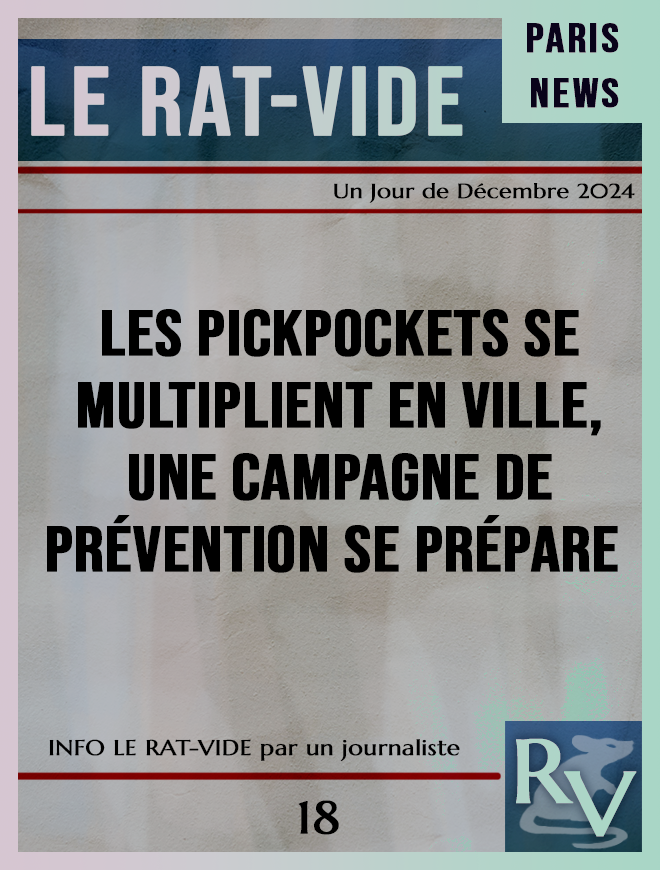 PARIS
NEWS
LE RAT-VIDE
Un Jour de Décembre 2024
LES PICKPOCKETS SE
MULTIPLIENT EN VILLE,
UNE CAMPAGNE DE
PRÉVENTION SE PRÉPARE
INFO LE RAT-VIDE par un journaliste
RV
18